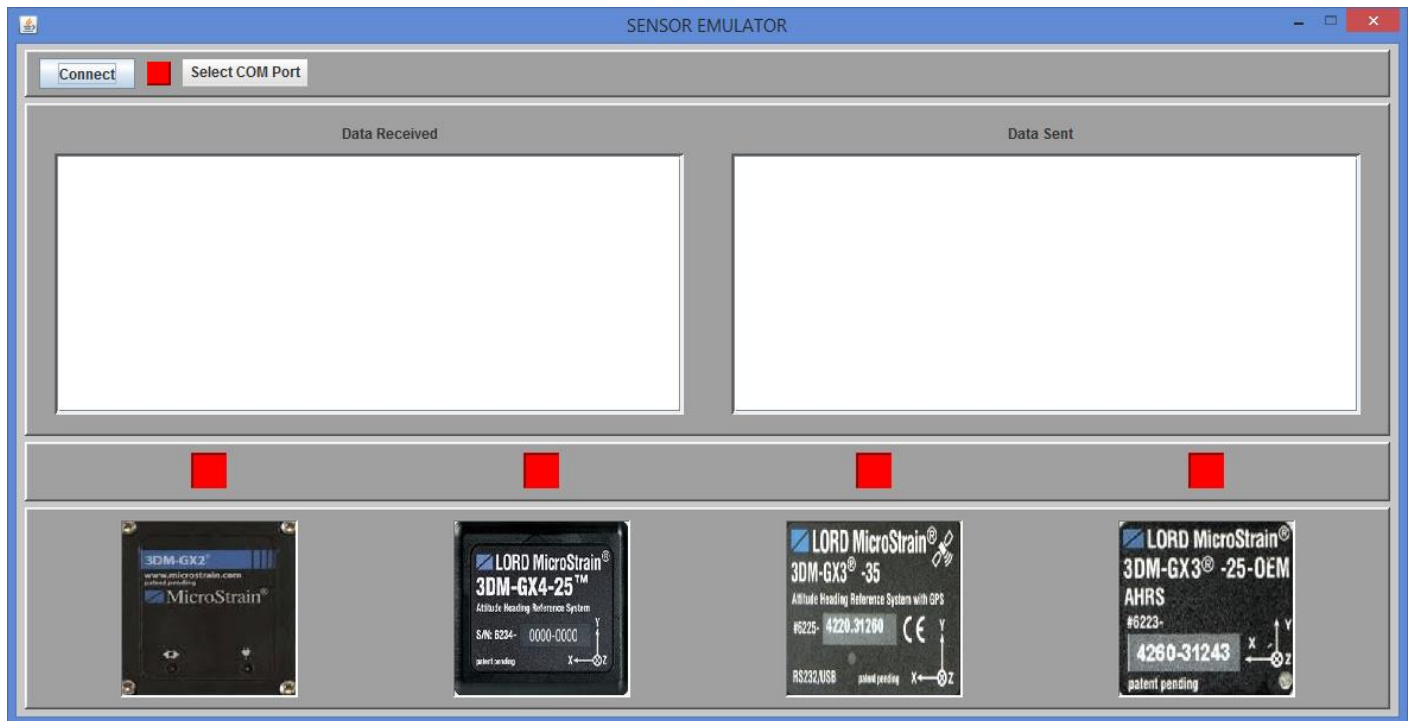 SENSOR EMULATOR
Connect
Select COM Port
Data Received
Data Sent
3DM-GX2®
www.microstrain.com
patent pending
MicroStrain®
LORD MicroStrain®
3DM-GX4-25™
Attitude Heading Reference System
S/N: 6234- 0000-0000
patent pending
Y
X
Z
LORD MicroStrain®
3DM-GX3® -35
Attitude Heading Reference System with GPS
#6225- 4220.31260 CE
RS232/USB patent pending
Y
X
Z
LORD MicroStrain®
3DM-GX3® -25-OEM
AHRS
#6223-
4260-31243
patent pending
Y
X
Z